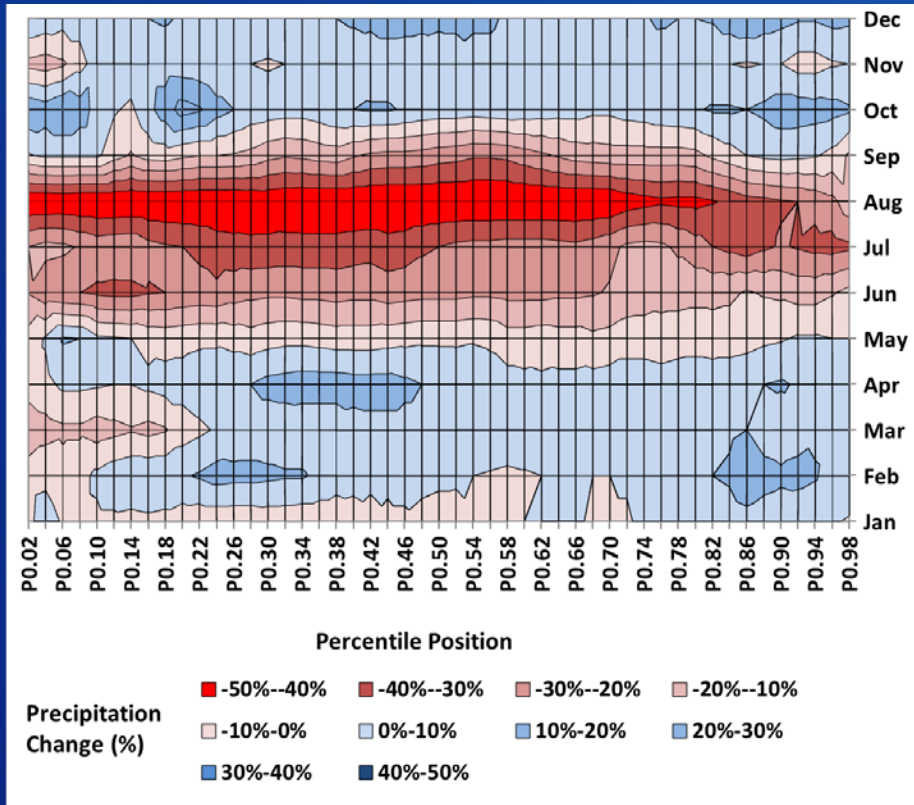 Dec
Nov
Oct
Sep
Aug
Jul
Jun
May
Apr
Mar
Feb
Jan
P0.02 P0.06 P0.10 P0.14 P0.18 P0.22 P0.26 P0.30 P0.34 P0.38 P0.42 P0.46 P0.50 P0.54 P0.58 P0.62 P0.66 P0.70 P0.74 P0.78 P0.82 P0.86 P0.90 P0.94 P0.98
Percentile Position
Precipitation
Change (%)
-50%--40% -40%--30% -30%--20% -20%--10%
-10%-0% 0%-10% 10%-20% 20%-30%
30%-40% 40%-50%